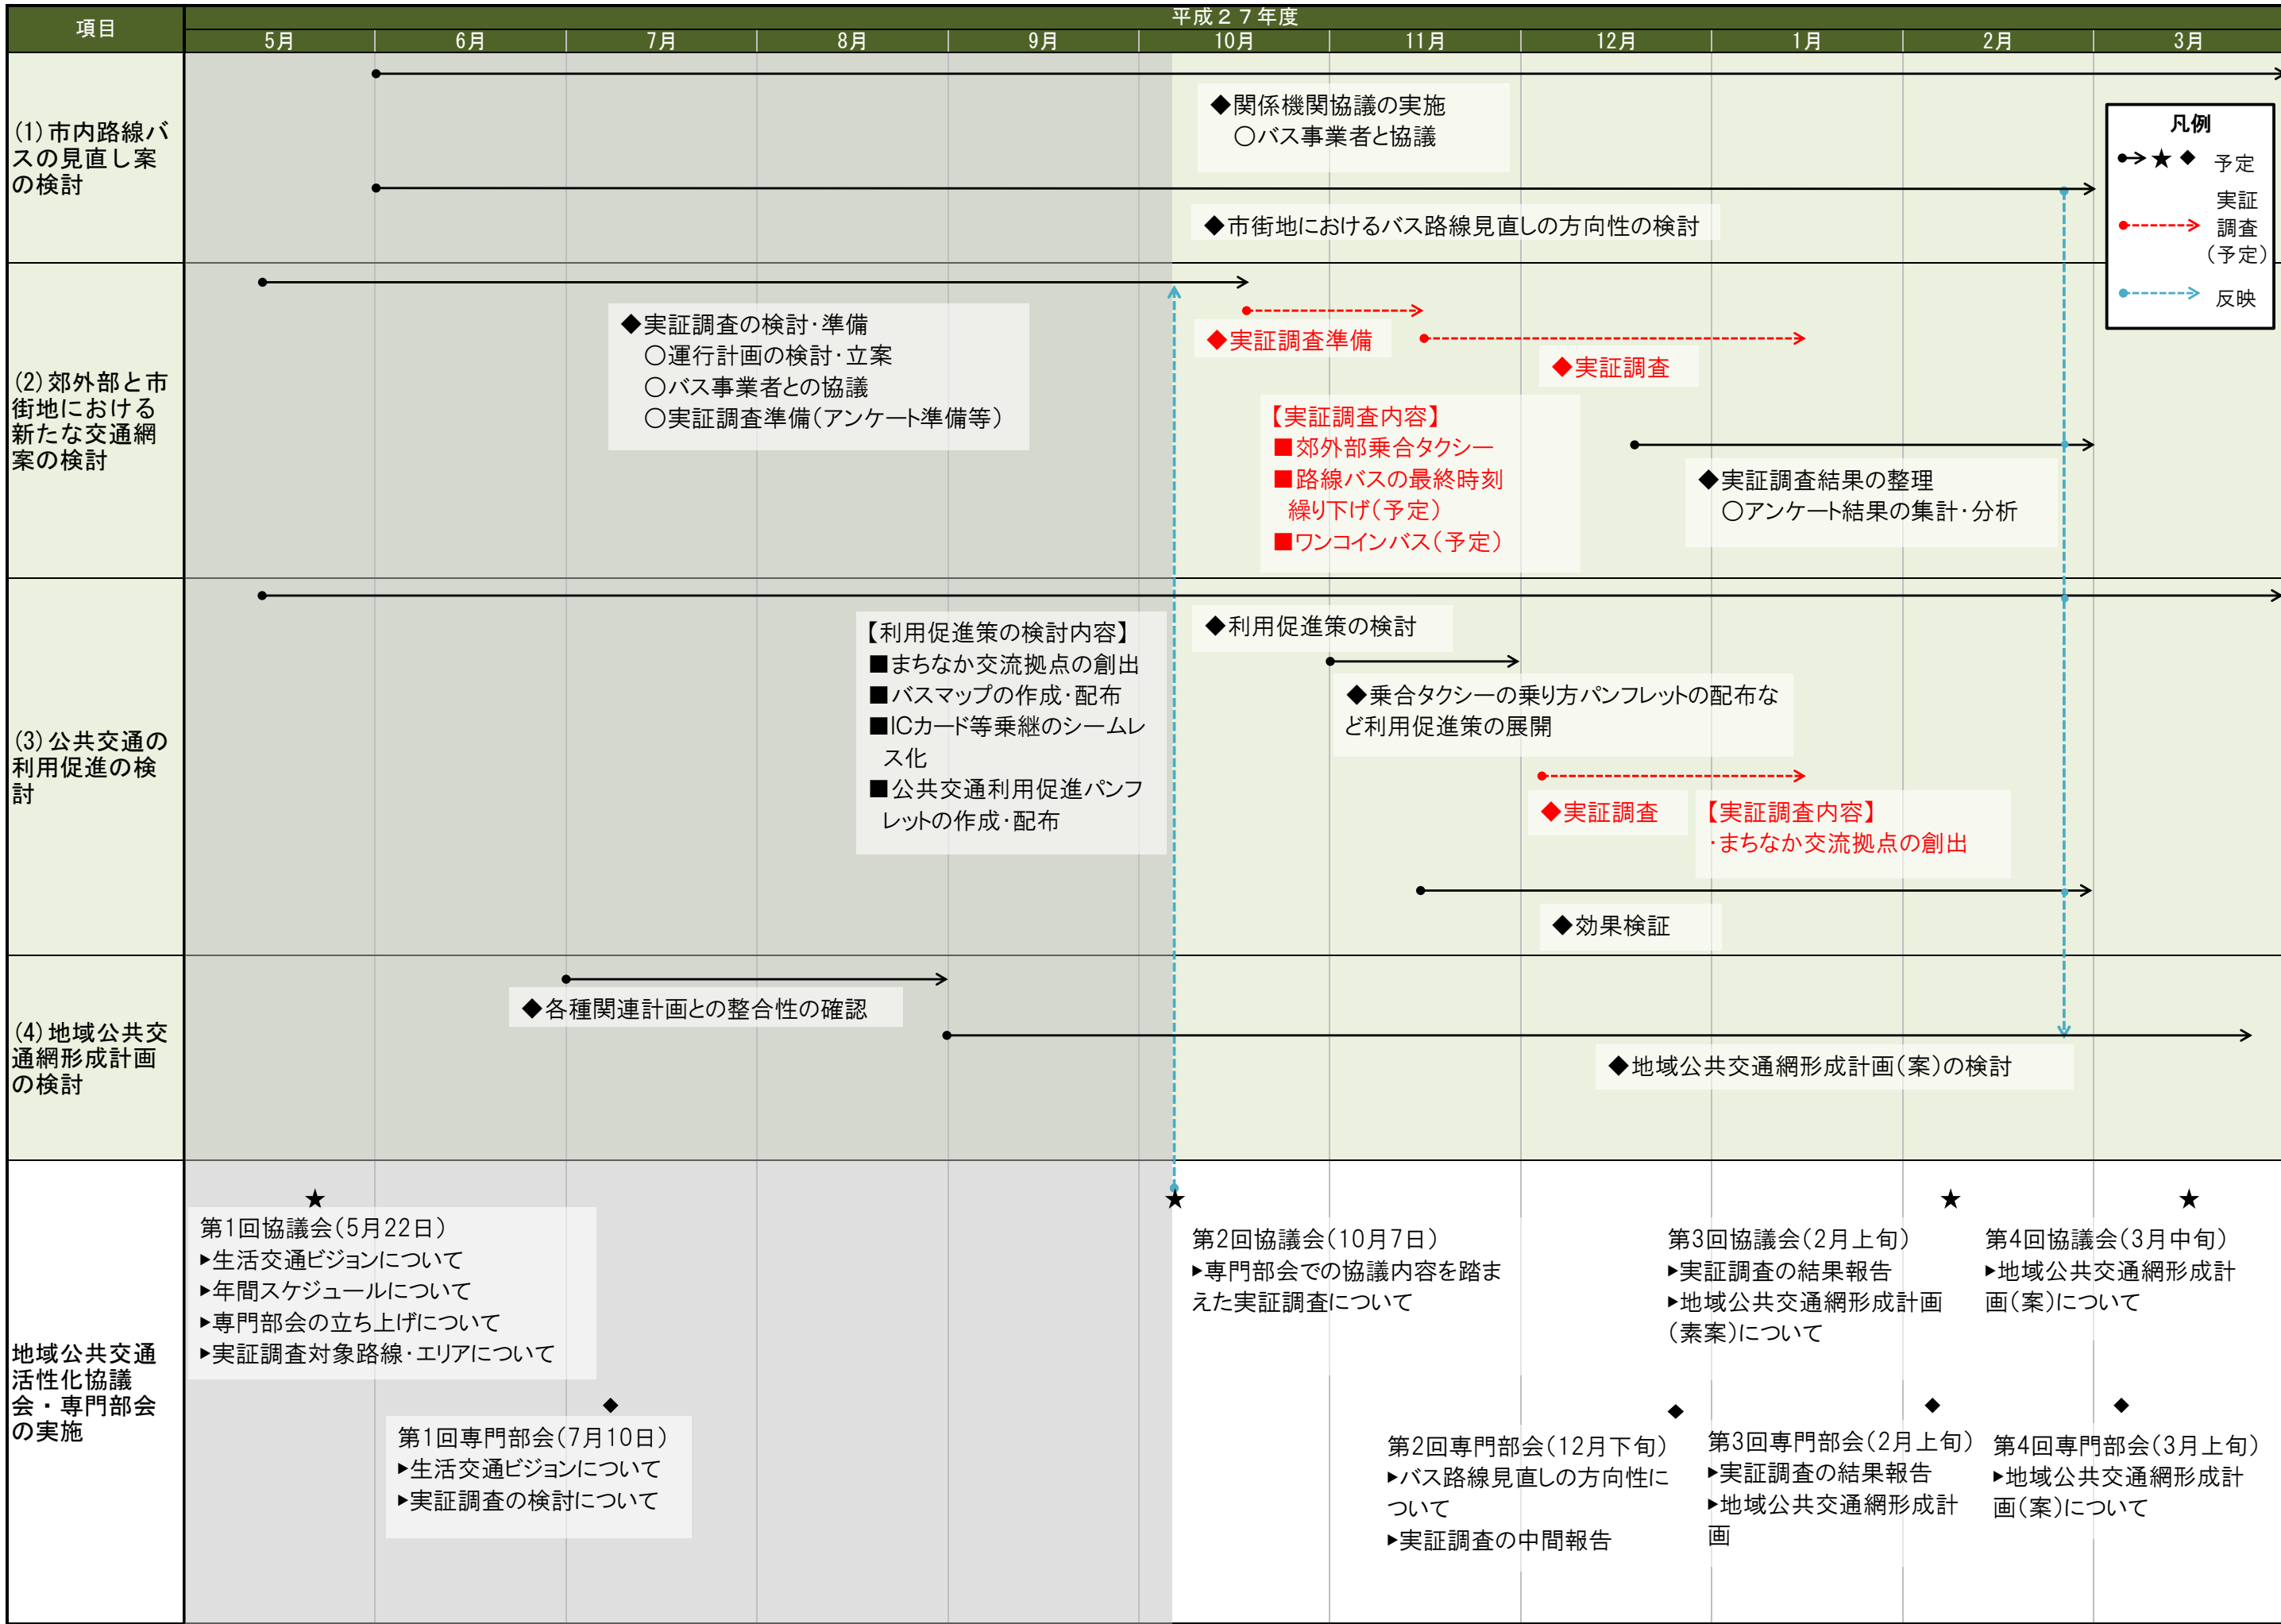 項目
平成27年度
5月 6月 7月 8月 9月 10月 11月 12月 1月 2月 3月
(1)市内路線バ
スの見直し案
の検討
◆関係機関協議の実施
○バス事業者と協議
◆市街地におけるバス路線見直しの方向性の検討
凡例
予定
実証
調査
(予定)
反映
(2)郊外部と市
街地における
新たな交通網
案の検討
◆実証調査の検討・準備
○運行計画の検討・立案
○バス事業者との協議
○実証調査準備(アンケート準備等)
◆実証調査準備
◆実証調査
【実証調査内容】
■郊外部乗合タクシー
■路線バスの最終時刻
繰り下げ(予定)
■ワンコインバス(予定)
◆実証調査結果の整理
○アンケート結果の集計・分析
(3)公共交通の
利用促進の検
討
【利用促進策の検討内容】
■まちなか交流拠点の創出
■バスマップの作成・配布
■ICカード等乗継のシームレ
ス化
■公共交通利用促進パンフ
レットの作成・配布
◆利用促進策の検討
◆乗合タクシーの乗り方パンフレットの配布な
ど利用促進策の展開
◆実証調査
【実証調査内容】
・まちなか交流拠点の創出
◆効果検証
(4)地域公共交
通網形成計画
の検討
◆各種関連計画との整合性の確認
◆地域公共交通網形成計画(案)の検討
地域公共交通
活性化協議
会・専門部会
の実施
第1回協議会(5月22日)
▶生活交通ビジョンについて
▶年間スケジュールについて
▶専門部会の立ち上げについて
▶実証調査対象路線・エリアについて
第2回協議会(10月7日)
▶専門部会での協議内容を踏ま
えた実証調査について
第3回協議会(2月上旬)
▶実証調査の結果報告
▶地域公共交通網形成計画
(素案)について
第4回協議会(3月中旬)
▶地域公共交通網形成計
画(案)について
第1回専門部会(7月10日)
▶生活交通ビジョンについて
▶実証調査の検討について
第2回専門部会(12月下旬)
▶バス路線見直しの方向性に
ついて
▶実証調査の中間報告
第3回専門部会(2月上旬)
▶実証調査の結果報告
▶地域公共交通網形成計
画
第4回専門部会(3月上旬)
▶地域公共交通網形成計
画(案)について